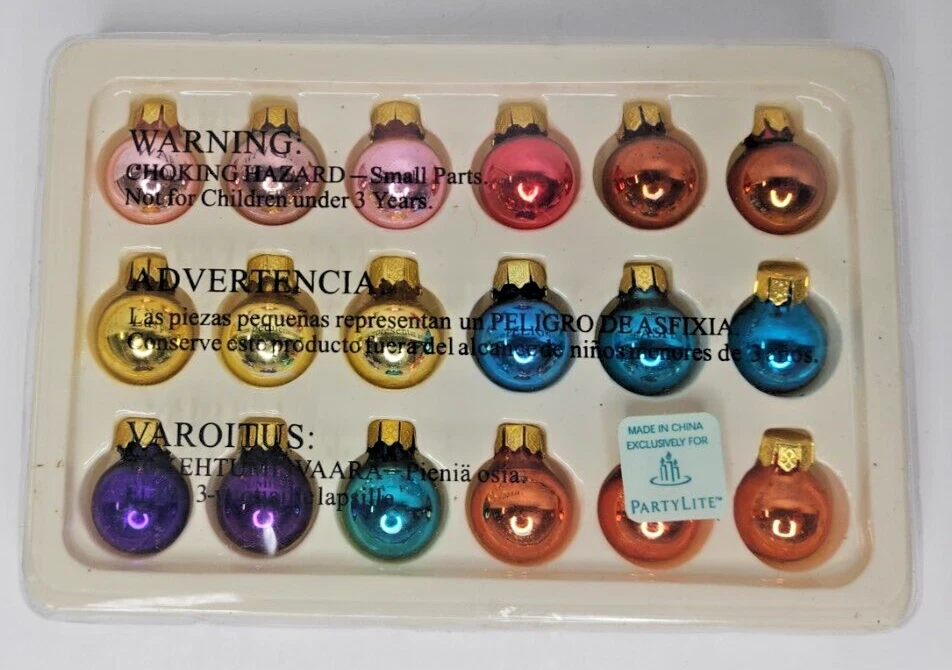 WARNING:
CHOKING HAZARD – Small Parts.
Not for Children under 3 Years.
ADVERTENCIA:
Las piezas pequeñas representan un PELIGRO DE ASFIXIA.
Conserve este producto fuera del alcance de niños menores de 3 años.
VAROITUS:
VAARA – Pieniä osia.
lapsille
MADE IN CHINA
EXCLUSIVELY FOR
PARTYLITE™